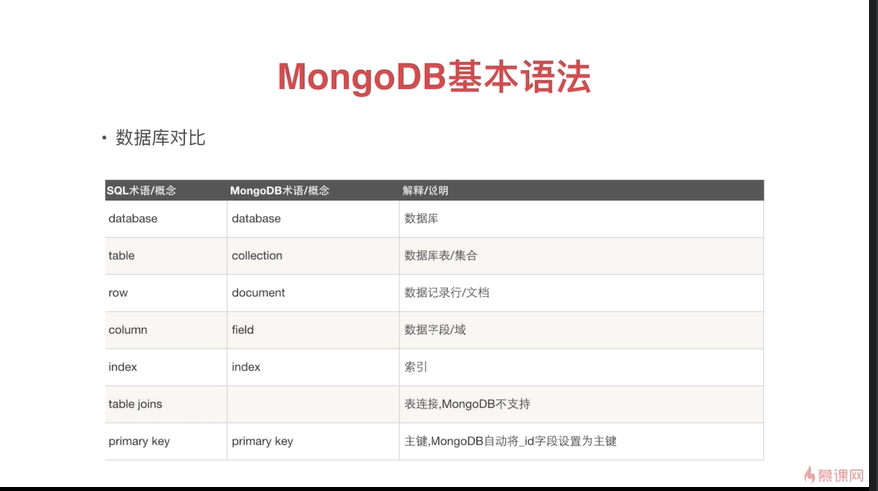 MongoDB基本语法
• 数据库对比
SQL术语/概念 MongoDB术语/概念 解释/说明
database database 数据库
table collection 数据库表/集合
row document 数据记录行/文档
column field 数据字段/域
index index 索引
table joins 表连接,MongoDB不支持
primary key primary key 主键,MongoDB自动将_id字段设置为主键
慕课网